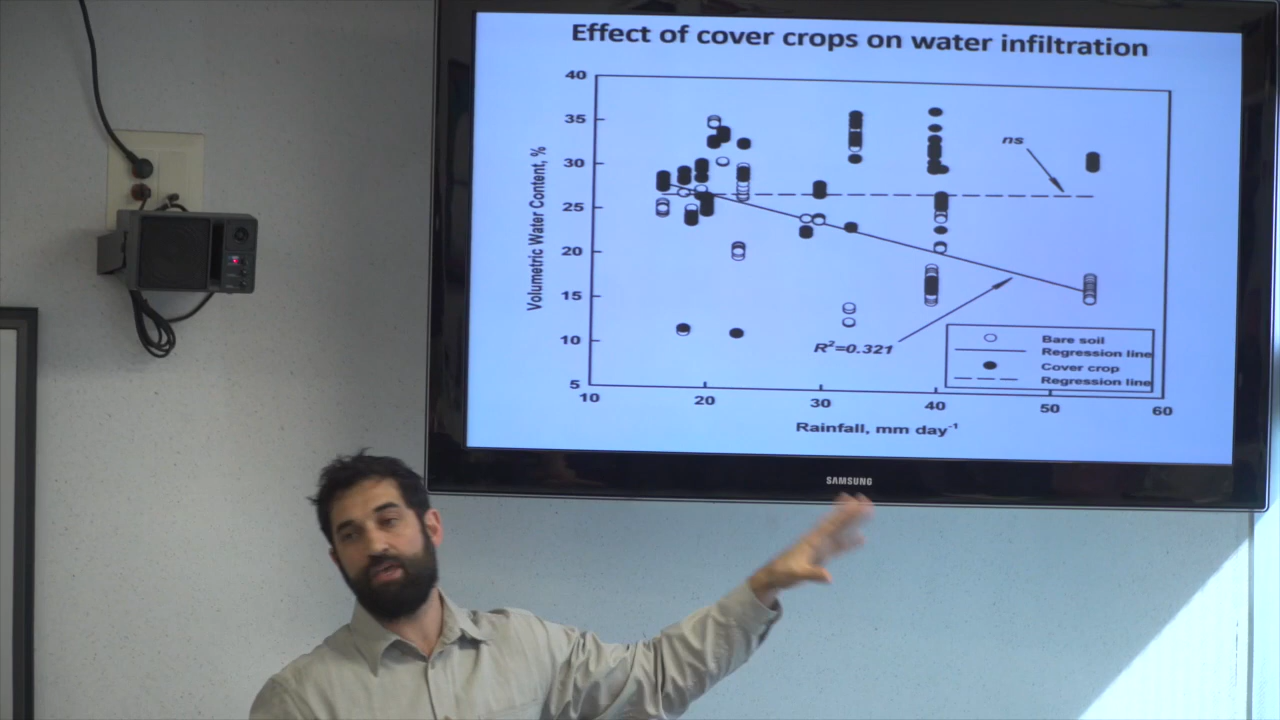 Effect of cover crops on water infiltration
40
35
30
25
20
15
10
5
Volumetric Water Content, %
ns
R²=0.321
Bare soil
Regression line
Cover crop
Regression line
10 20 30 40 50 60
Rainfall, mm day⁻¹
SAMSUNG